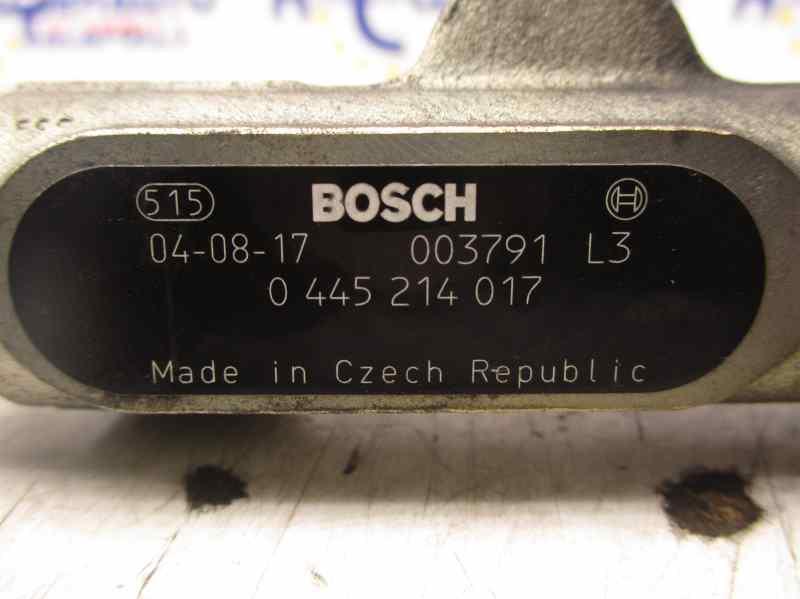 515 BOSCH
04-08-17 003791 L3
0 445 214 017
Made in Czech Republic